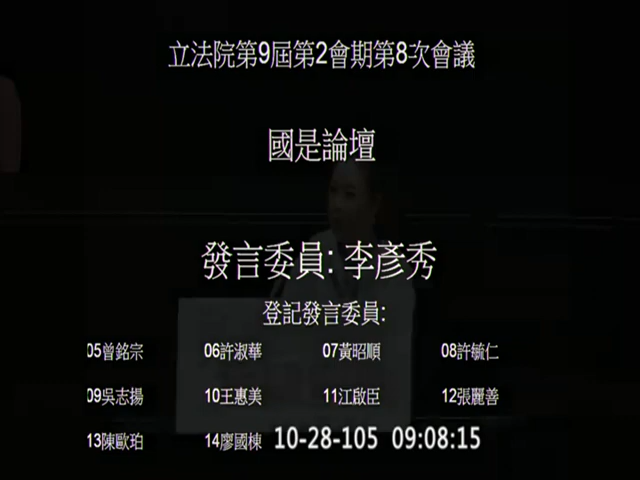 立法院第9屆第2會期第8次會議
國是論壇
發言委員: 李彥秀
登記發言委員:
05曾銘宗 06許淑華 07黃昭順 08許毓仁
09吳志揚 10王惠美 11江啟臣 12張麗善
13陳歐珀 14廖國棟 10-28-105 09:08:15